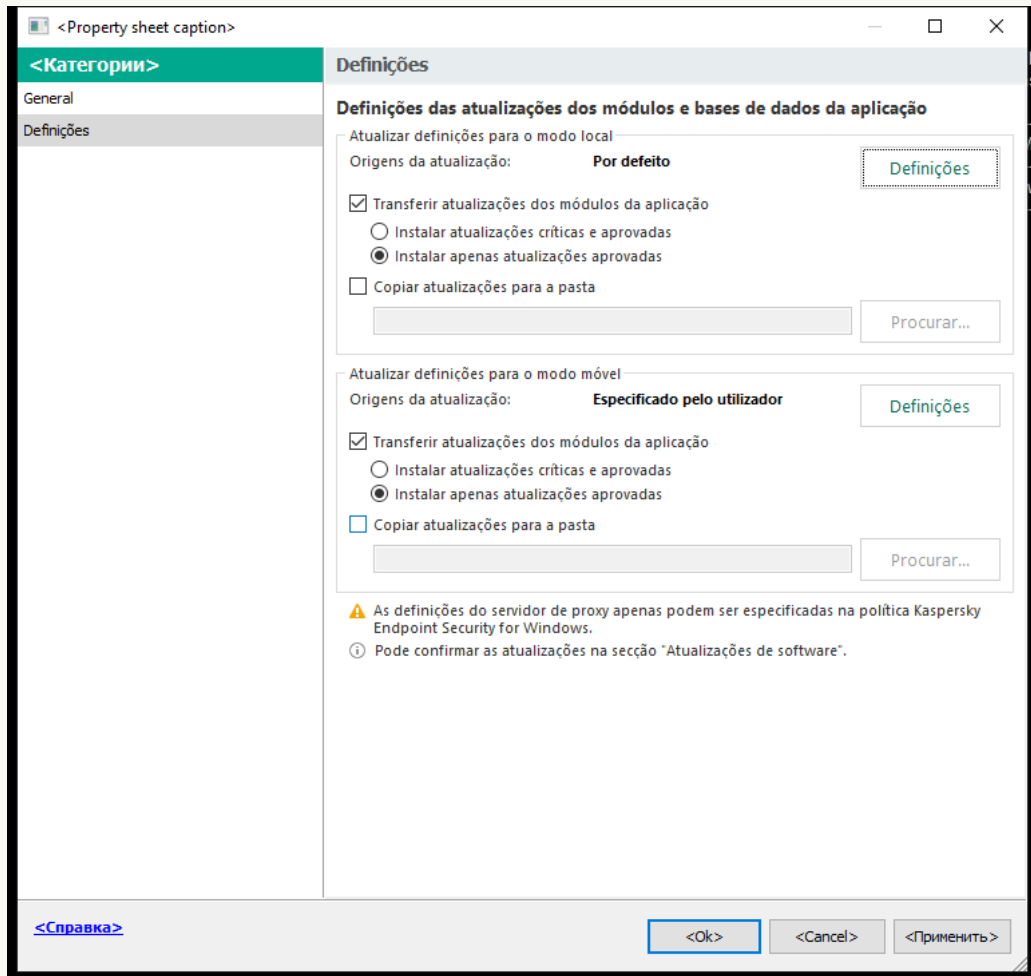 <Property sheet caption>
<Категории>
General
Definições
Definições
Definições das atualizações dos módulos e bases de dados da aplicação
Atualizar definições para o modo local
Origens da atualização: Por defeito
Definições
Transferir atualizações dos módulos da aplicação
Instalar atualizações críticas e aprovadas
Instalar apenas atualizações aprovadas
Copiar atualizações para a pasta
Procurar...
Atualizar definições para o modo móvel
Origens da atualização: Especificado pelo utilizador
Definições
Transferir atualizações dos módulos da aplicação
Instalar atualizações críticas e aprovadas
Instalar apenas atualizações aprovadas
Copiar atualizações para a pasta
Procurar...
As definições do servidor de proxy apenas podem ser especificadas na política Kaspersky
Endpoint Security for Windows.
Pode confirmar as atualizações na secção "Atualizações de software".
<Справка>
<Ok> <Cancel> <Применить>